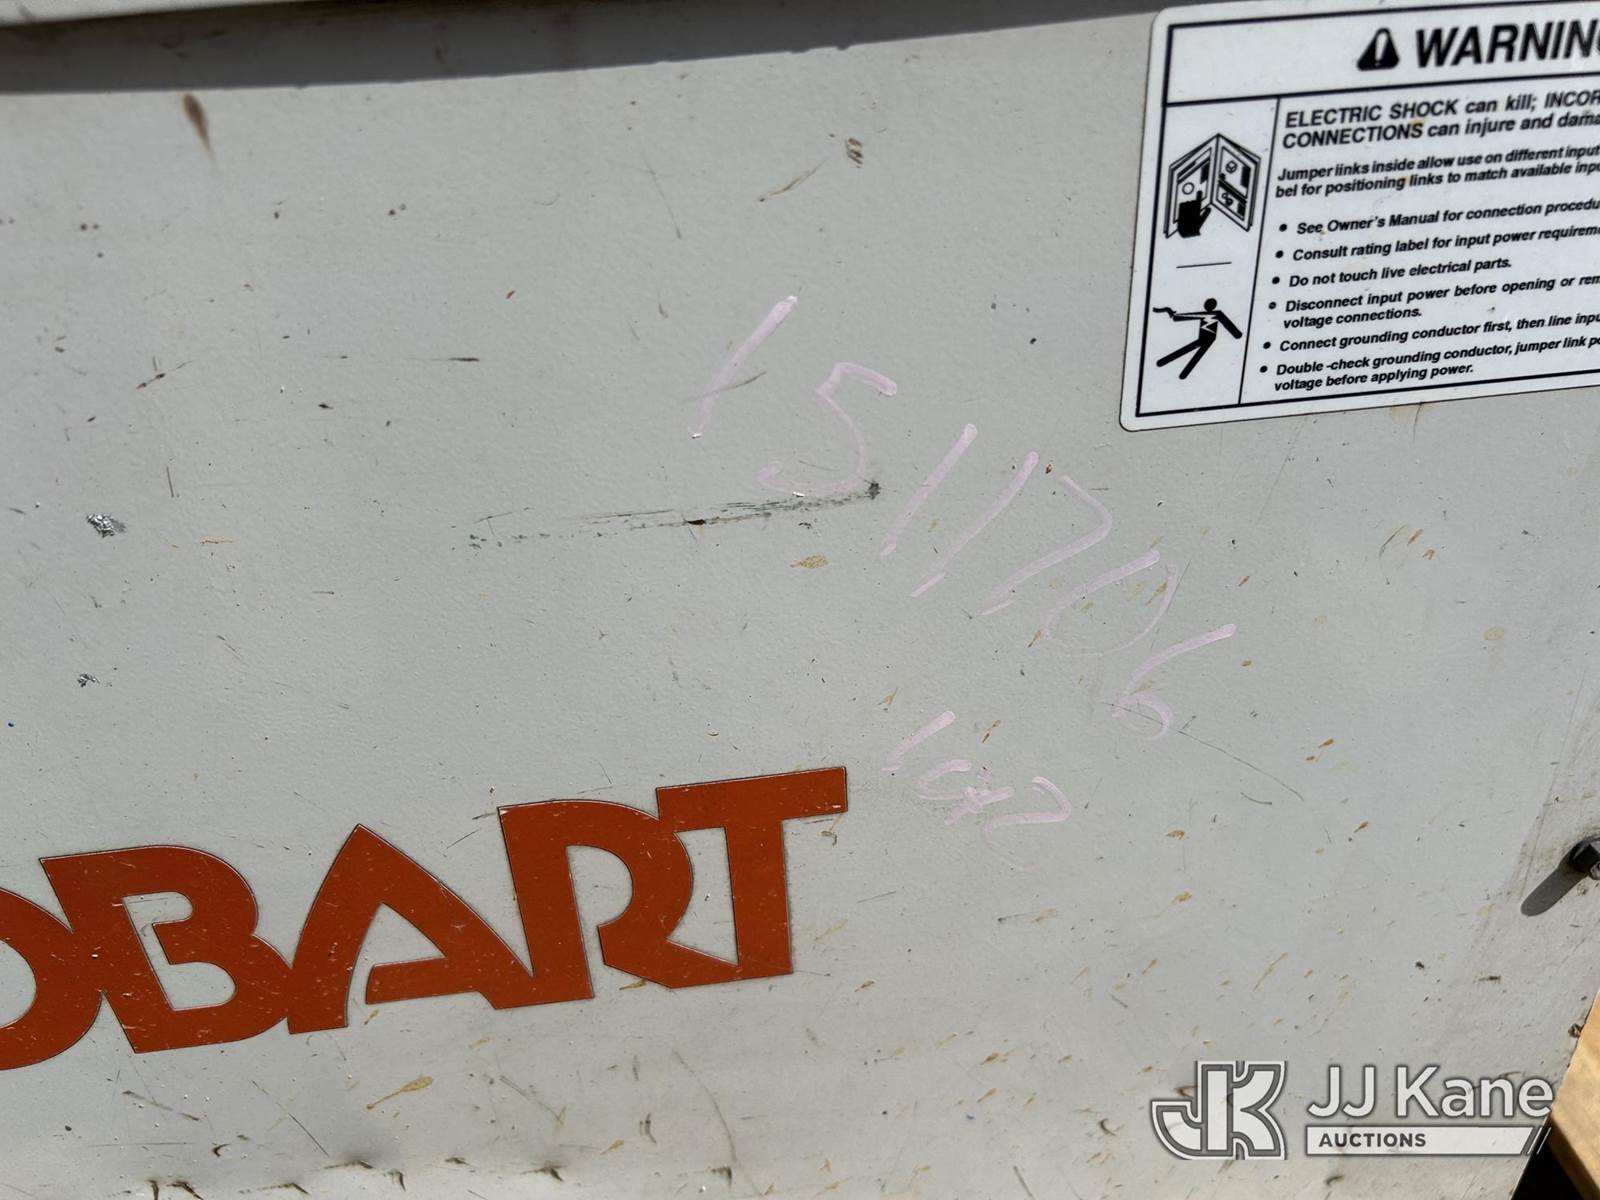 WARNIN
ELECTRIC SHOCK can kill; INCOR
CONNECTIONS can injure and dama
Jumper links inside allow use on different input
bel for positioning links to match available inpu
• See Owner's Manual for connection procedu
• Consult rating label for input power requirem
• Do not touch live electrical parts.
• Disconnect input power before opening or rem
voltage connections.
• Connect grounding conductor first, then line inpu
• Double-check grounding conductor, jumper link po
voltage before applying power.
1511706
OBART
JJ Kane
AUCTIONS